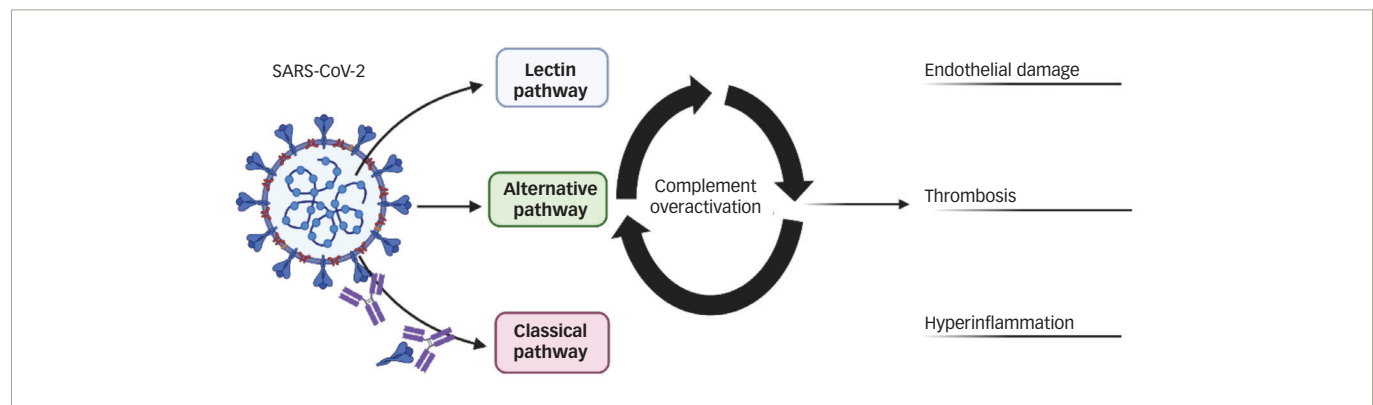 SARS-CoV-2
Lectin
pathway
Alternative
pathway
Classical
pathway
Complement
overactivation
Endothelial damage
Thrombosis
Hyperinflammation